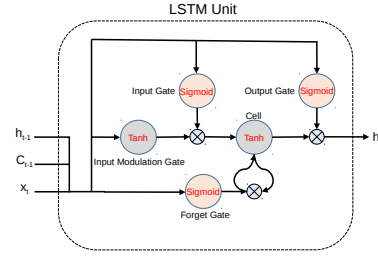 LSTM Unit
Input Gate
Sigmoid
Output Gate
Sigmoid
Cell
h
t-1
Tanh
Tanh
h
C
t-1
Input Modulation Gate
x
t
Sigmoid
Forget Gate